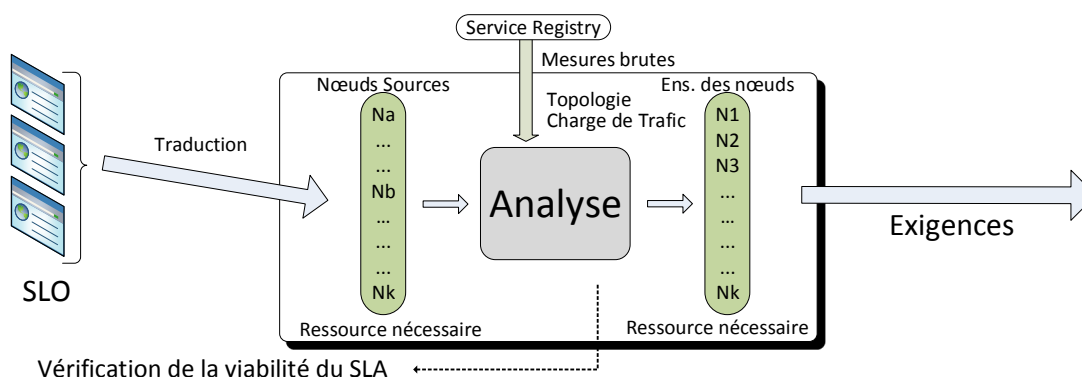 Service Registry
Mesures brutes
Nœuds Sources
Ens. des nœuds
Na
...
...
Nb
...
...
...
Nk
Topologie
Charge de Trafic
N1
N2
N3
...
...
...
...
Nk
Traduction
Analyse
Exigences
SLO
Ressource nécessaire
Ressource nécessaire
Vérification de la viabilité du SLA